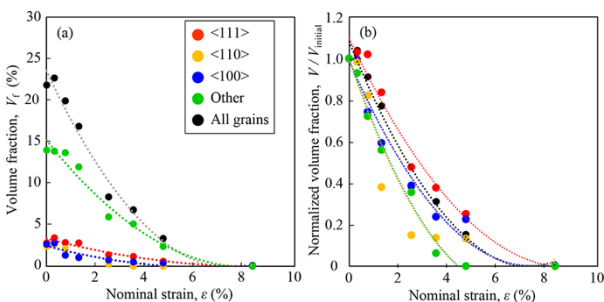 (a)
<111>
<110>
<100>
Other
All grains
30
25
20
15
10
5
0
Volume fraction, Vf (%)
0 2 4 6 8 10
Nominal strain, ε (%)
(b)
1.2
1.0
0.8
0.6
0.4
0.2
0
Normalized volume fraction, V / Vinitial
0 2 4 6 8 10
Nominal strain, ε (%)